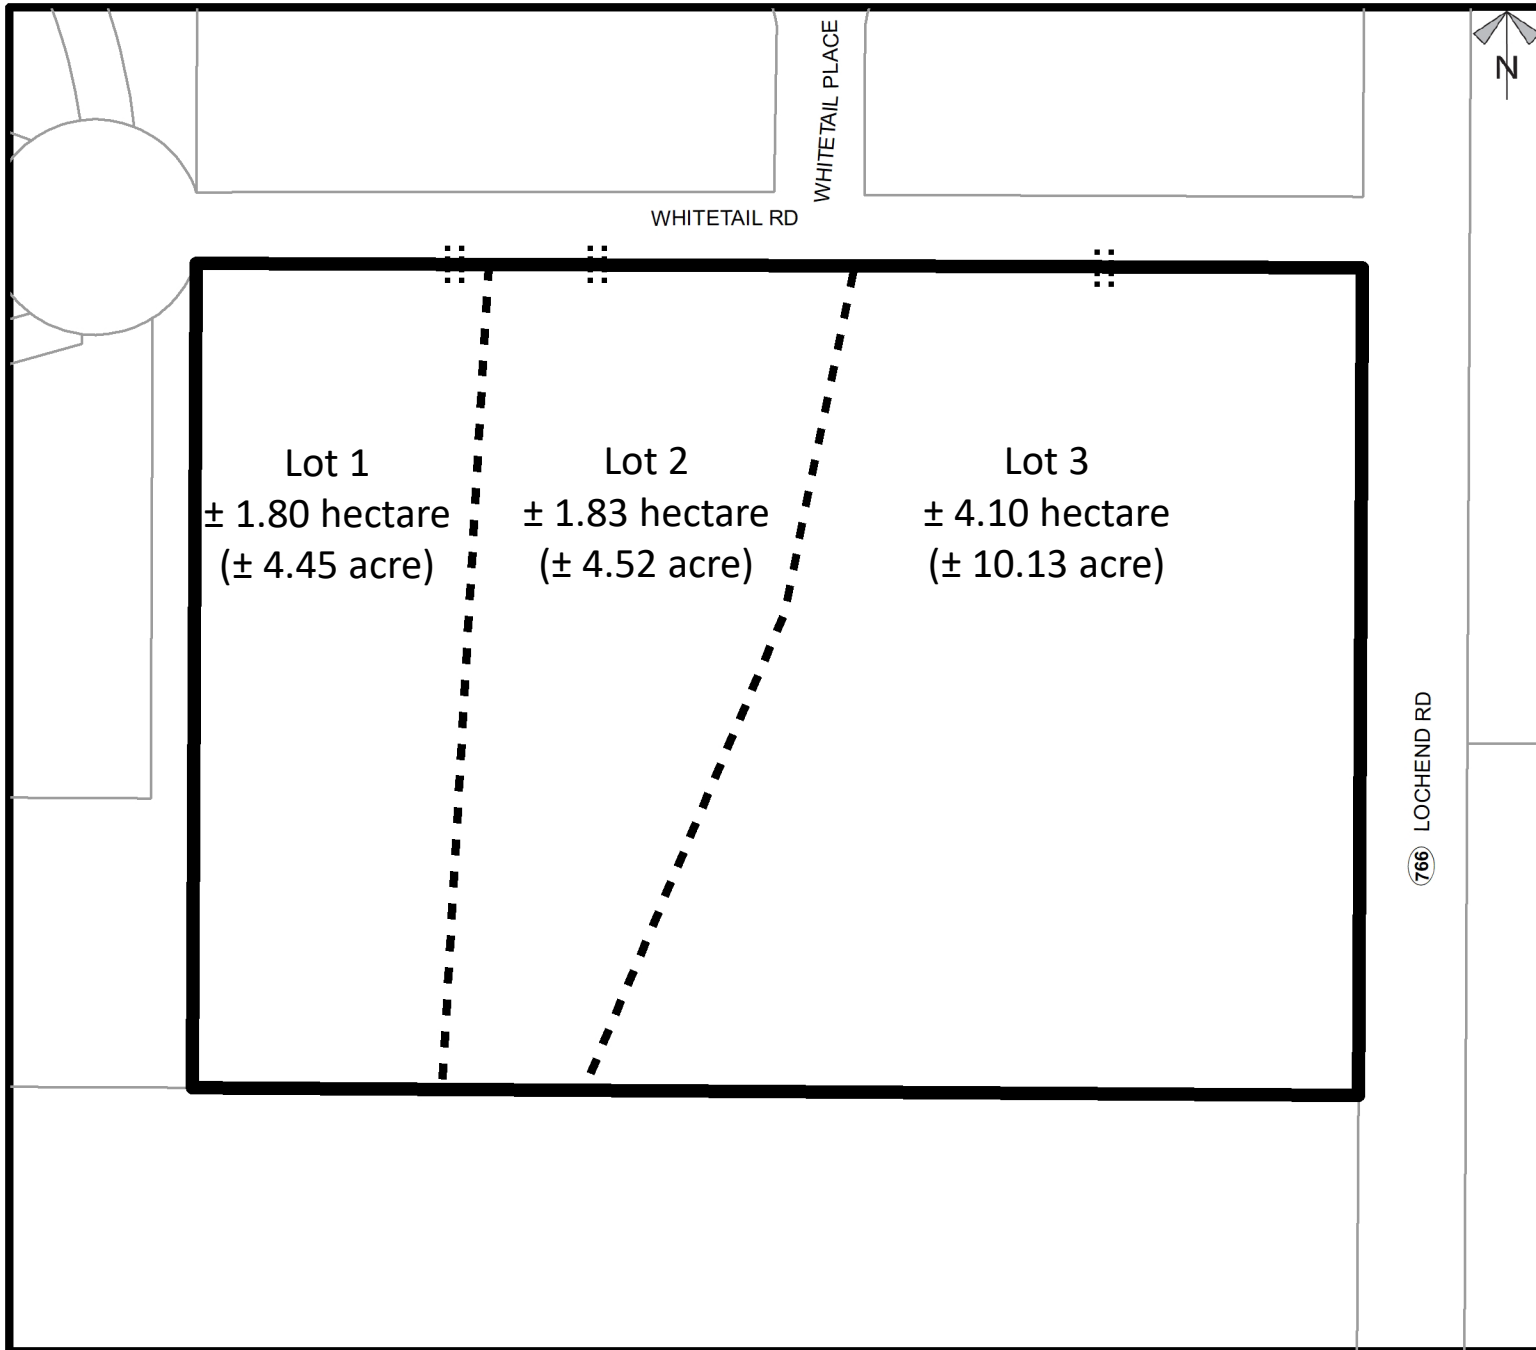 N
WHITETAIL PLACE
WHITETAIL RD
Lot 1
± 1.80 hectare
(± 4.45 acre)
Lot 2
± 1.83 hectare
(± 4.52 acre)
Lot 3
± 4.10 hectare
(± 10.13 acre)
766 LOCHEND RD